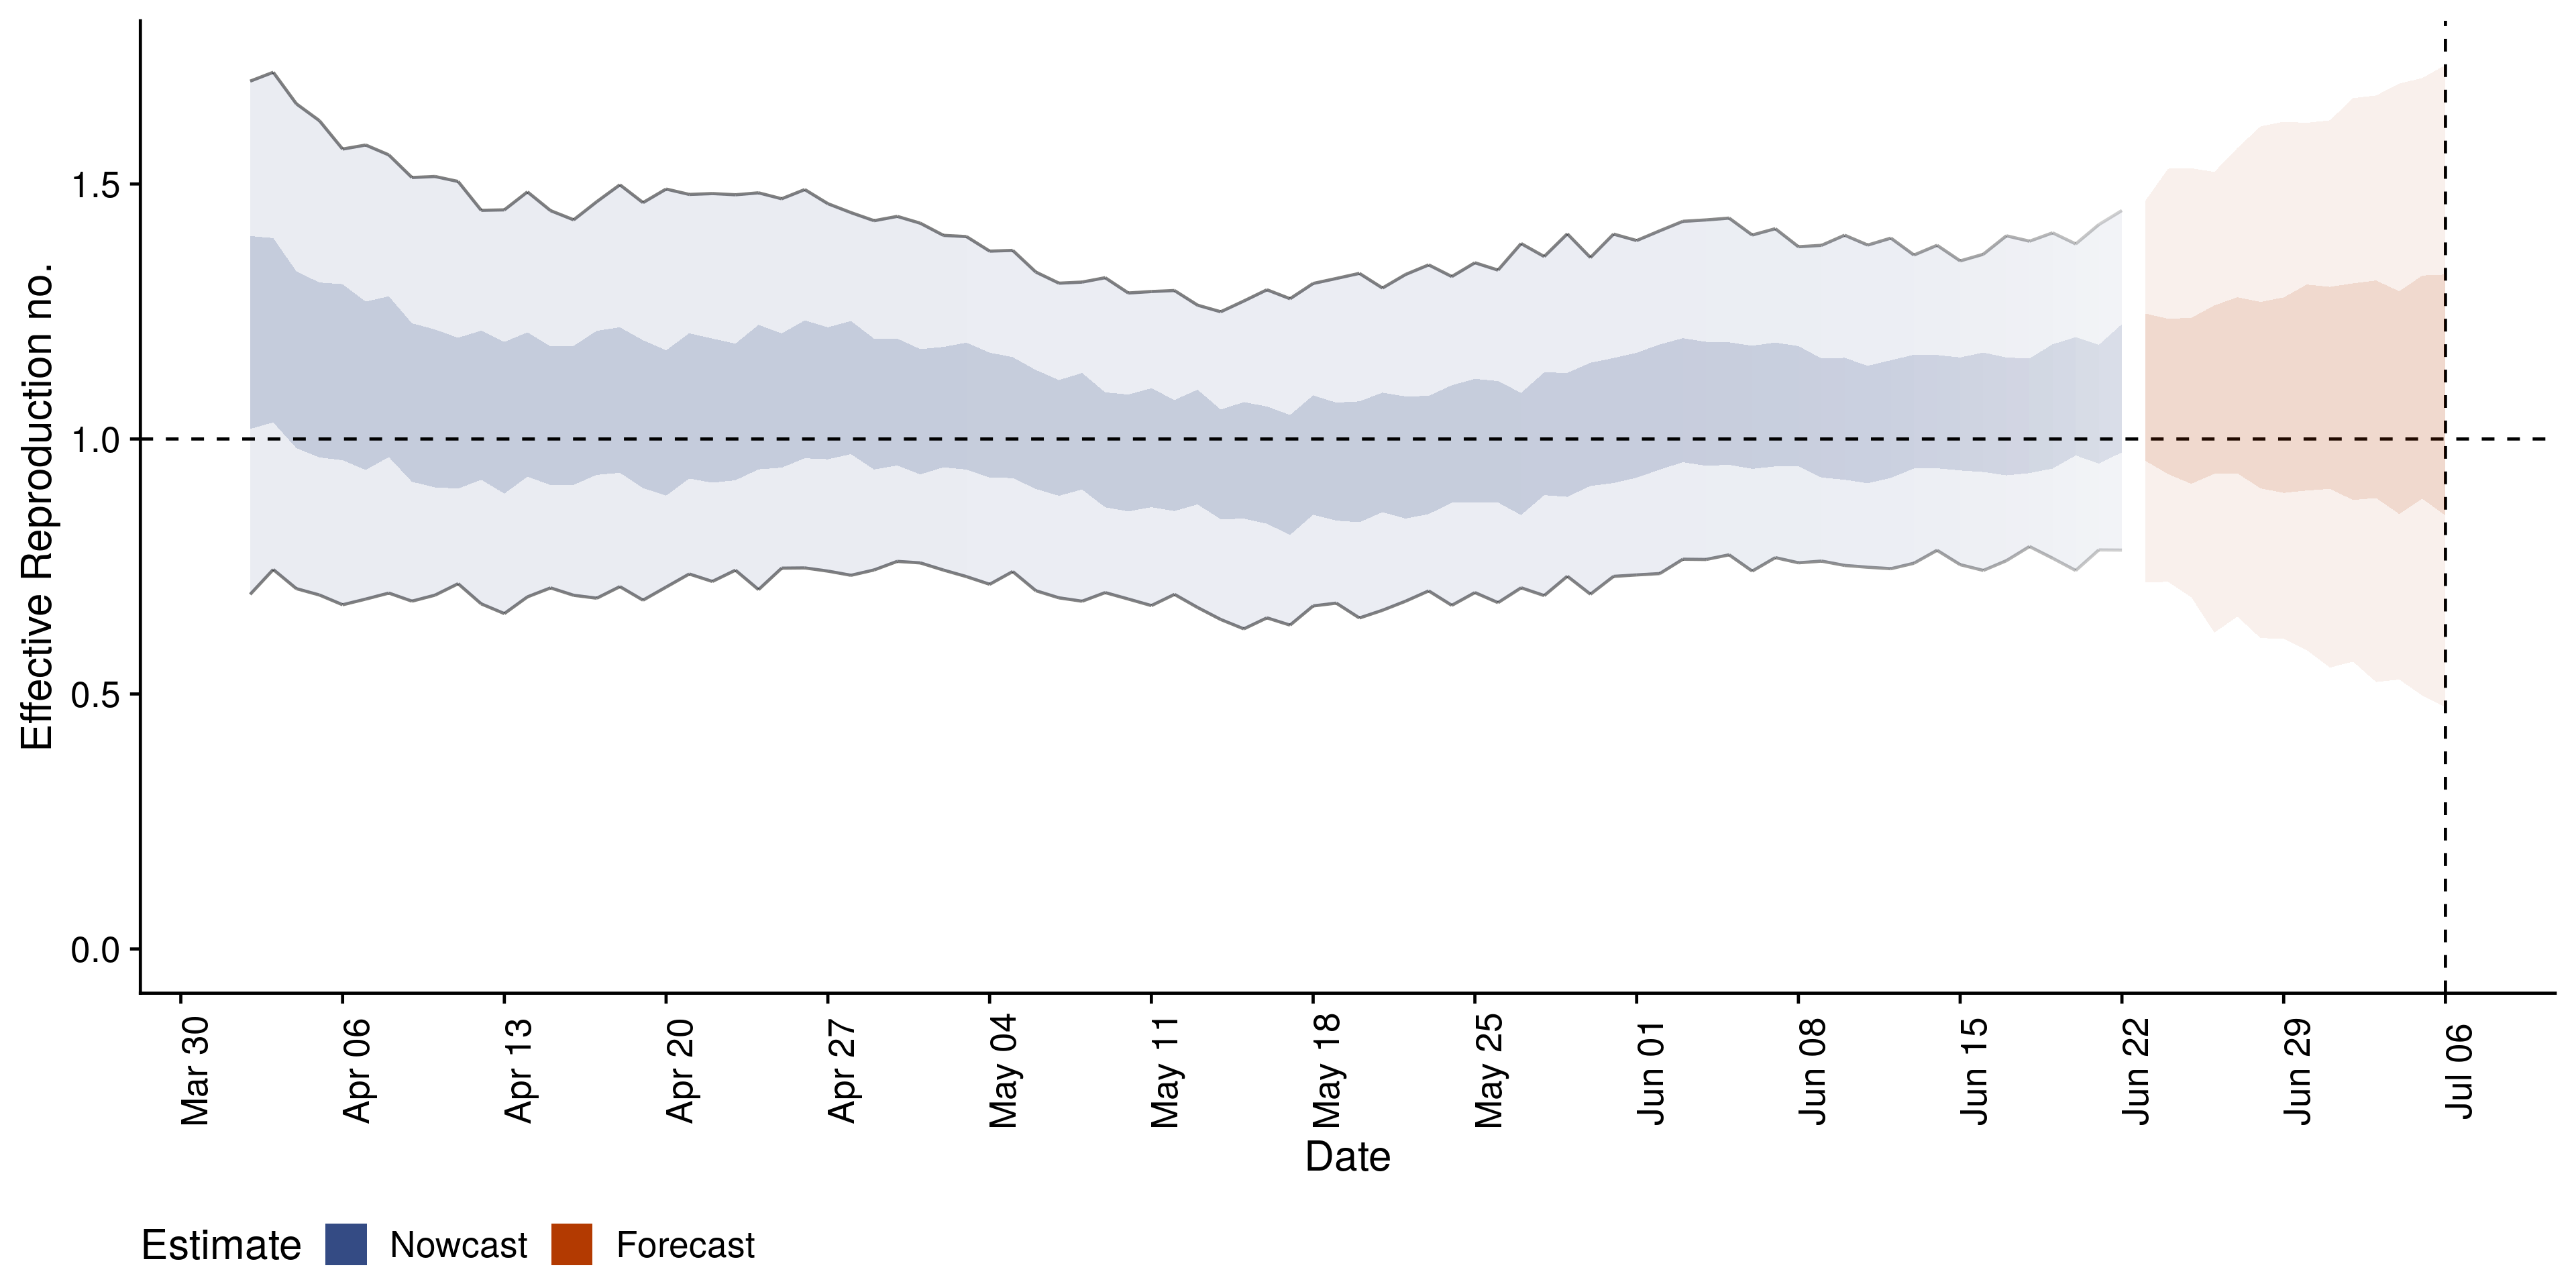 Effective Reproduction no.
1.5
1.0
0.5
0.0
Mar 30
Apr 06
Apr 13
Apr 20
Apr 27
May 04
May 11
May 18
May 25
Jun 01
Jun 08
Jun 15
Jun 22
Jun 29
Jul 06
Date
Estimate Nowcast Forecast